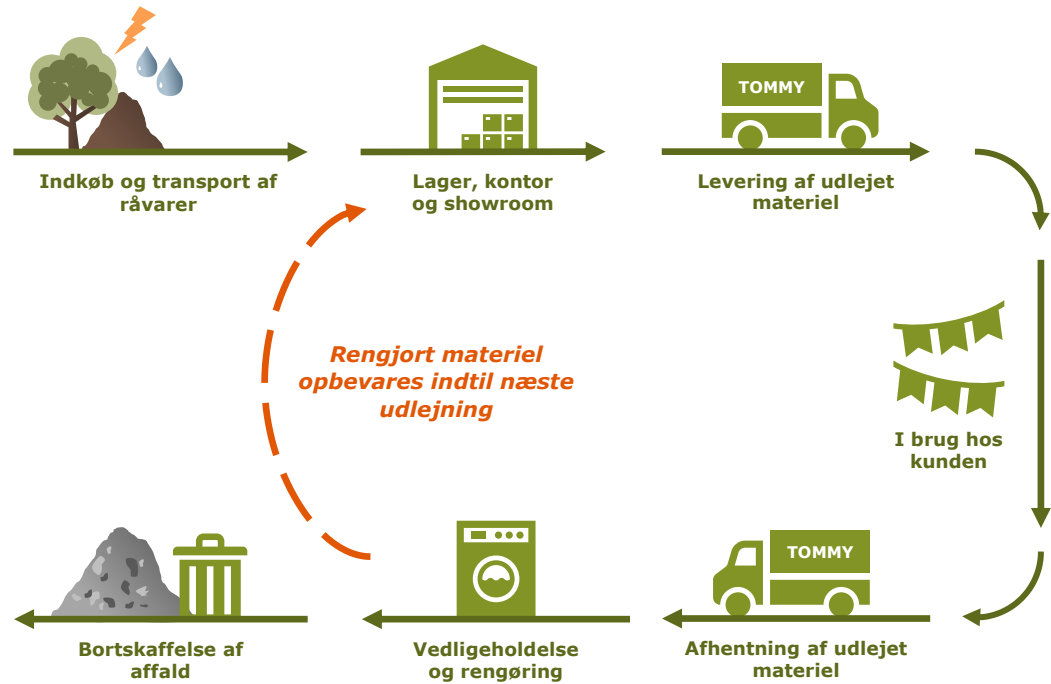 TOMMY
Indkøb og transport af
råvarer
Lager, kontor
og showroom
Levering af udlejet
materiel
Rengjort materiel
opbevares indtil næste
udlejning
I brug hos
kunden
TOMMY
Bortskaffelse af
affald
Vedligeholdelse
og rengøring
Afhentning af udlejet
materiel